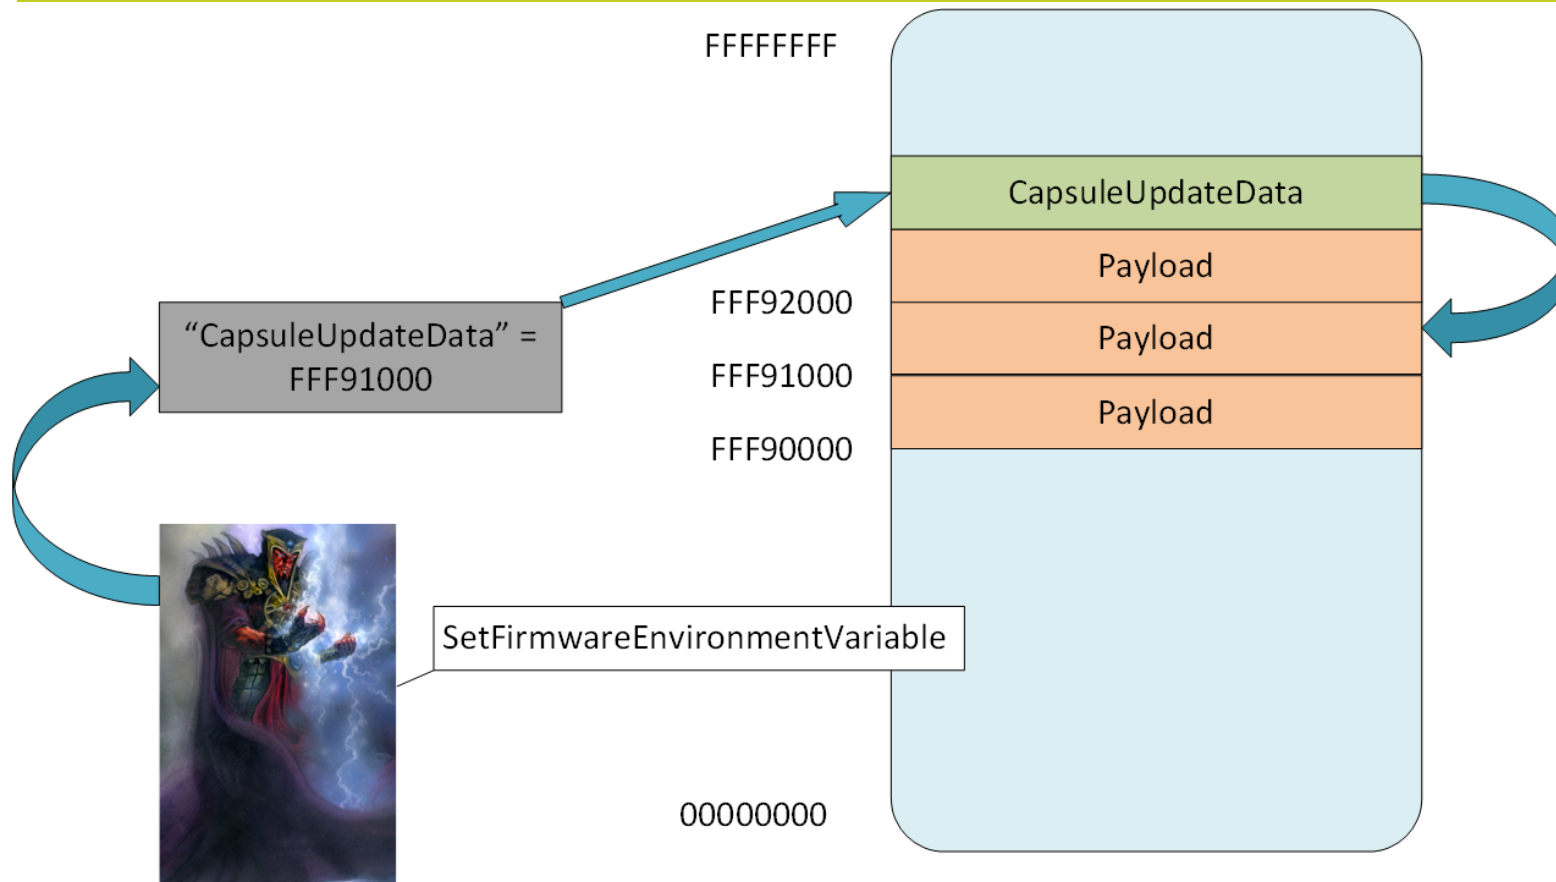 FFFFFFFF
CapsuleUpdateData
Payload
FFF92000
“CapsuleUpdateData” =
FFF91000
Payload
FFF91000
Payload
FFF90000
SetFirmwareEnvironmentVariable
00000000